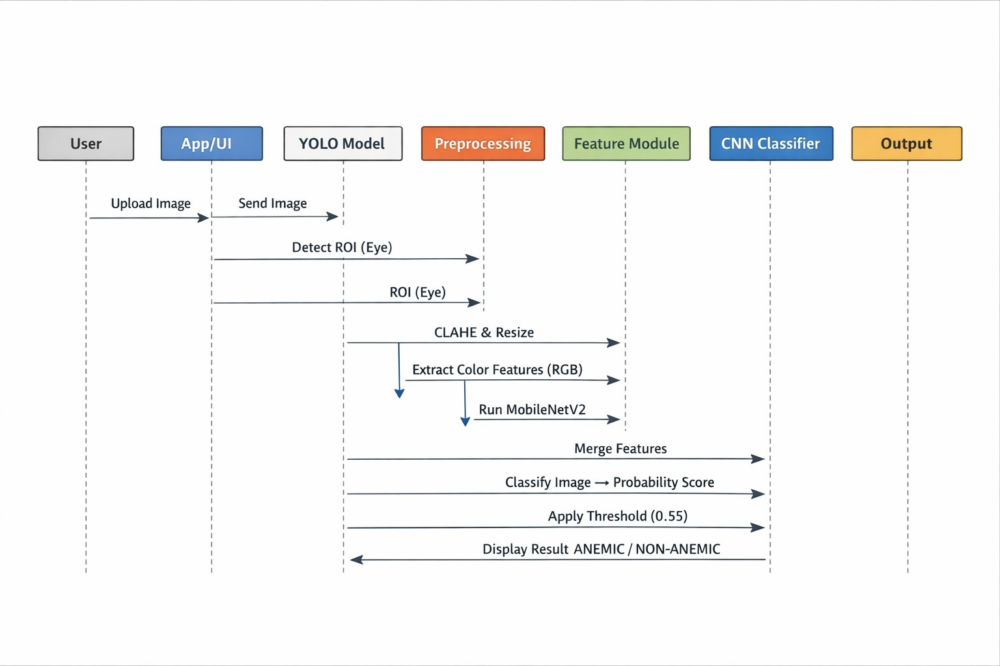 User
App/UI
YOLO Model
Preprocessing
Feature Module
CNN Classifier
Output
Upload Image
Send Image
Detect ROI (Eye)
ROI (Eye)
CLAHE & Resize
Extract Color Features (RGB)
Run MobileNetV2
Merge Features
Classify Image → Probability Score
Apply Threshold (0.55)
Display Result ANEMIC / NON-ANEMIC